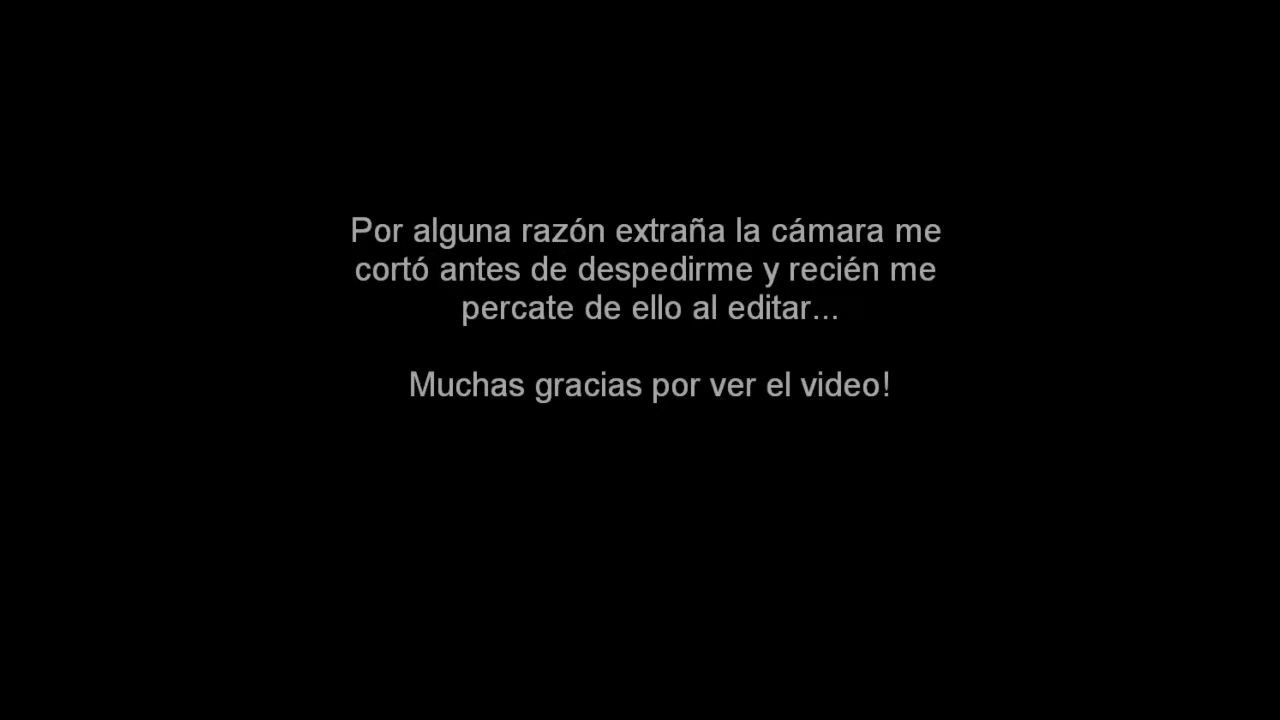 Por alguna razón extraña la cámara me
cortó antes de despedirme y recién me
percate de ello al editar...
Muchas gracias por ver el video!